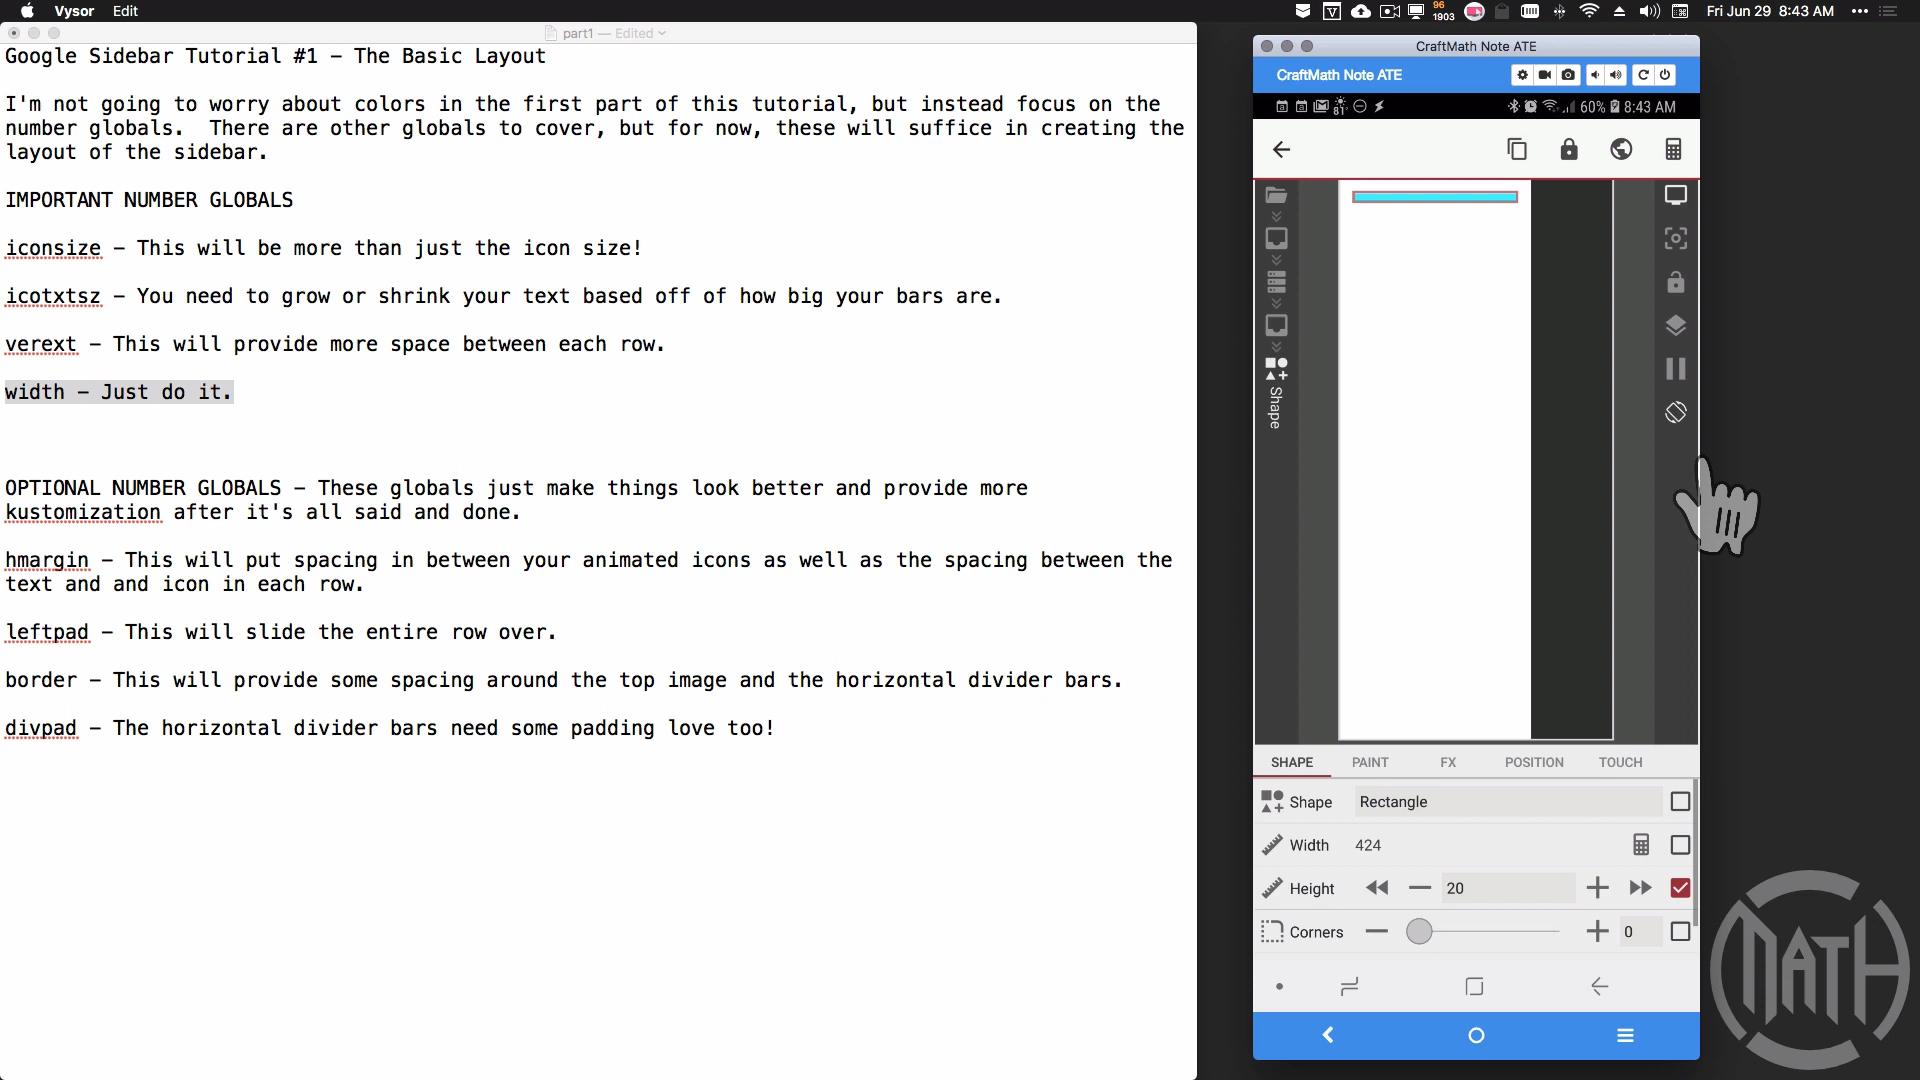 Vysor Edit
96
1903
Fri Jun 29 8:43 AM
part1 — Edited
Google Sidebar Tutorial #1 – The Basic Layout
I'm not going to worry about colors in the first part of this tutorial, but instead focus on the
number globals.  There are other globals to cover, but for now, these will suffice in creating the
layout of the sidebar.
IMPORTANT NUMBER GLOBALS
iconsize – This will be more than just the icon size!
icotxtsz – You need to grow or shrink your text based off of how big your bars are.
verext – This will provide more space between each row.
width – Just do it.
OPTIONAL NUMBER GLOBALS – These globals just make things look better and provide more
kustomization after it's all said and done.
hmargin – This will put spacing in between your animated icons as well as the spacing between the
text and and icon in each row.
leftpad – This will slide the entire row over.
border – This will provide some spacing around the top image and the horizontal divider bars.
divpad – The horizontal divider bars need some padding love too!
CraftMath Note ATE
CraftMath Note ATE
81° 60% 8:43 AM
Shape
SHAPE PAINT FX POSITION TOUCH
Shape Rectangle
Width 424
Height 20
Corners 0
MATH